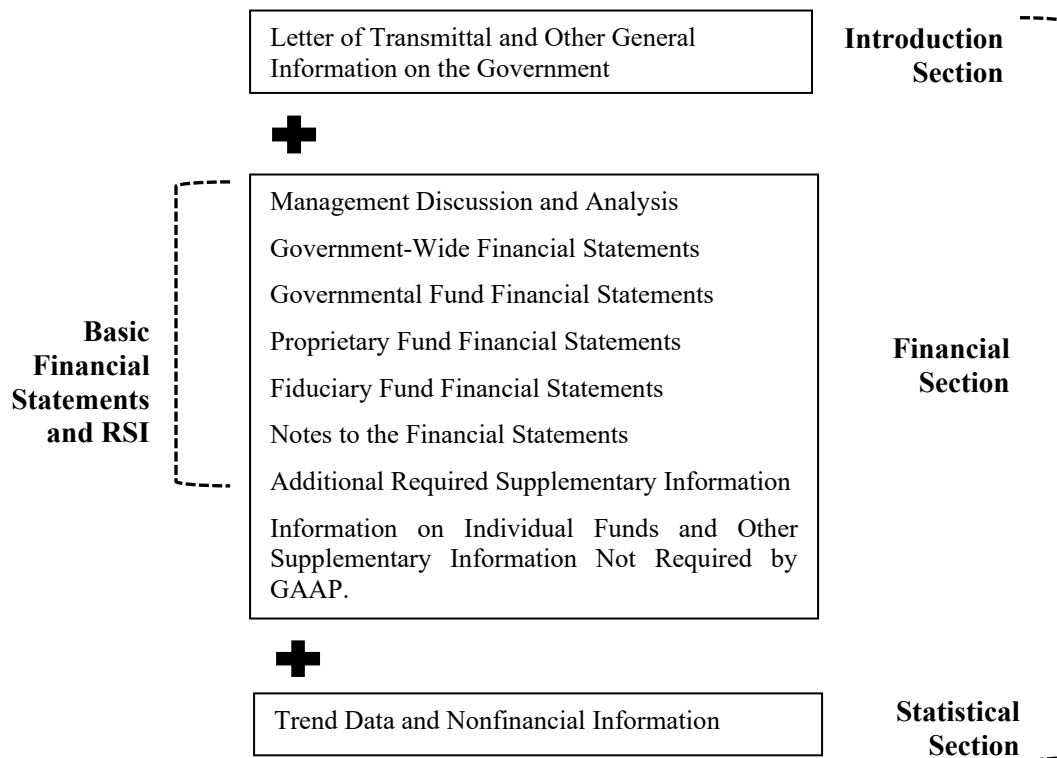 Letter of Transmittal and Other General
Information on the Government
Introduction
Section
Management Discussion and Analysis
Government-Wide Financial Statements
Governmental Fund Financial Statements
Proprietary Fund Financial Statements
Fiduciary Fund Financial Statements
Notes to the Financial Statements
Additional Required Supplementary Information
Information on Individual Funds and Other
Supplementary Information Not Required by
GAAP.
Basic
Financial
Statements
and RSI
Financial
Section
Trend Data and Nonfinancial Information
Statistical
Section